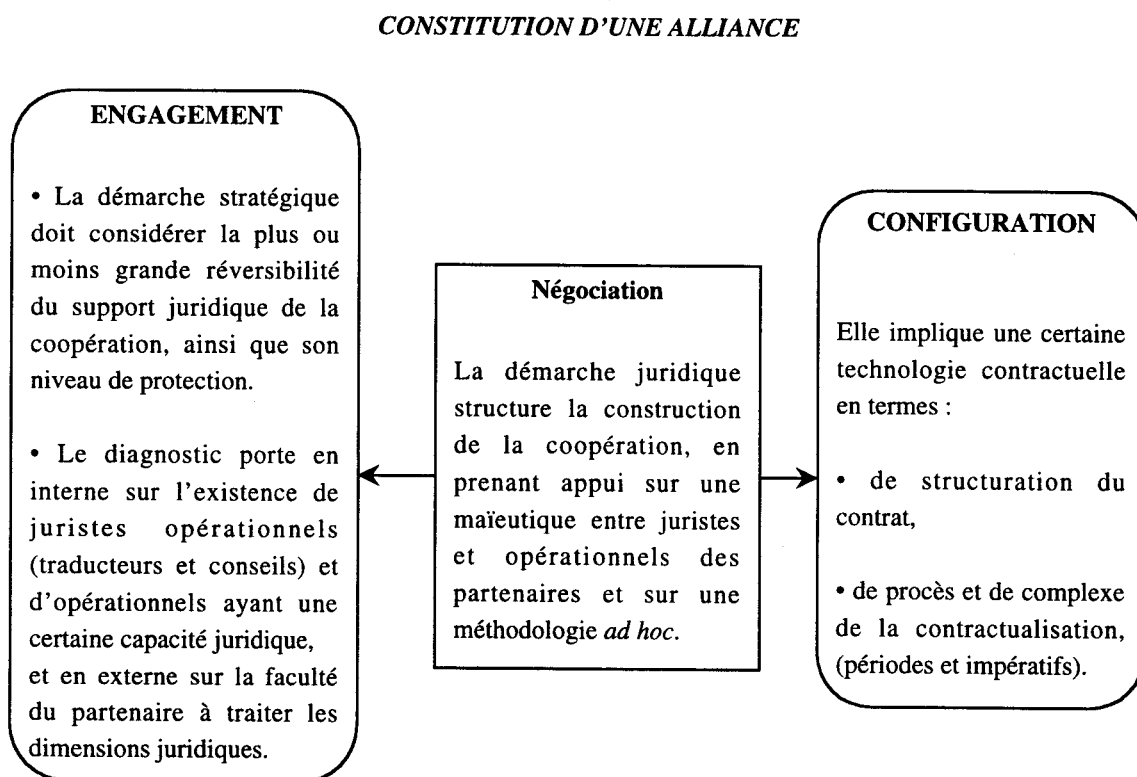 CONSTITUTION D'UNE ALLIANCE
ENGAGEMENT
• La démarche stratégique
doit considérer la plus ou
moins grande réversibilité
du support juridique de la
coopération, ainsi que son
niveau de protection.
• Le diagnostic porte en
interne sur l'existence de
juristes opérationnels
(traducteurs et conseils) et
d'opérationnels ayant une
certaine capacité juridique,
et en externe sur la faculté
du partenaire à traiter les
dimensions juridiques.
Négociation
La démarche juridique
structure la construction
de la coopération, en
prenant appui sur une
maïeutique entre juristes
et opérationnels des
partenaires et sur une
méthodologie ad hoc.
CONFIGURATION
Elle implique une certaine
technologie contractuelle
en termes :
• de structuration du
contrat,
• de procès et de complexe
de la contractualisation,
(périodes et impératifs).